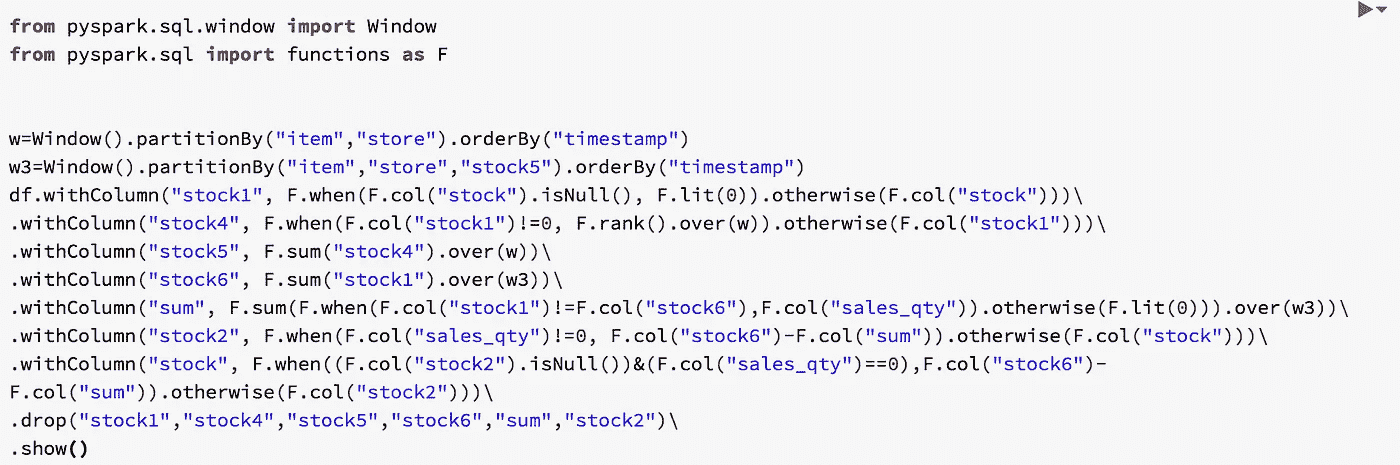 from pyspark.sql.window import Window
from pyspark.sql import functions as F
w=Window().partitionBy("item","store").orderBy("timestamp")
w3=Window().partitionBy("item","store","stock5").orderBy("timestamp")
df.withColumn("stock1", F.when(F.col("stock").isNull(), F.lit(0)).otherwise(F.col("stock")))\
.withColumn("stock4", F.when(F.col("stock1")!=0, F.rank().over(w)).otherwise(F.col("stock1")))\
.withColumn("stock5", F.sum("stock4").over(w))\
.withColumn("stock6", F.sum("stock1").over(w3))\
.withColumn("sum", F.sum(F.when(F.col("stock1")!=F.col("stock6"),F.col("sales_qty")).otherwise(F.lit(0))).over(w3))\
.withColumn("stock2", F.when(F.col("sales_qty")!=0, F.col("stock6")-F.col("sum")).otherwise(F.col("stock")))\
.withColumn("stock", F.when((F.col("stock2").isNull())&(F.col("sales_qty")==0),F.col("stock6")-
F.col("sum")).otherwise(F.col("stock2")))\
.drop("stock1","stock4","stock5","stock6","sum","stock2")\
.show()